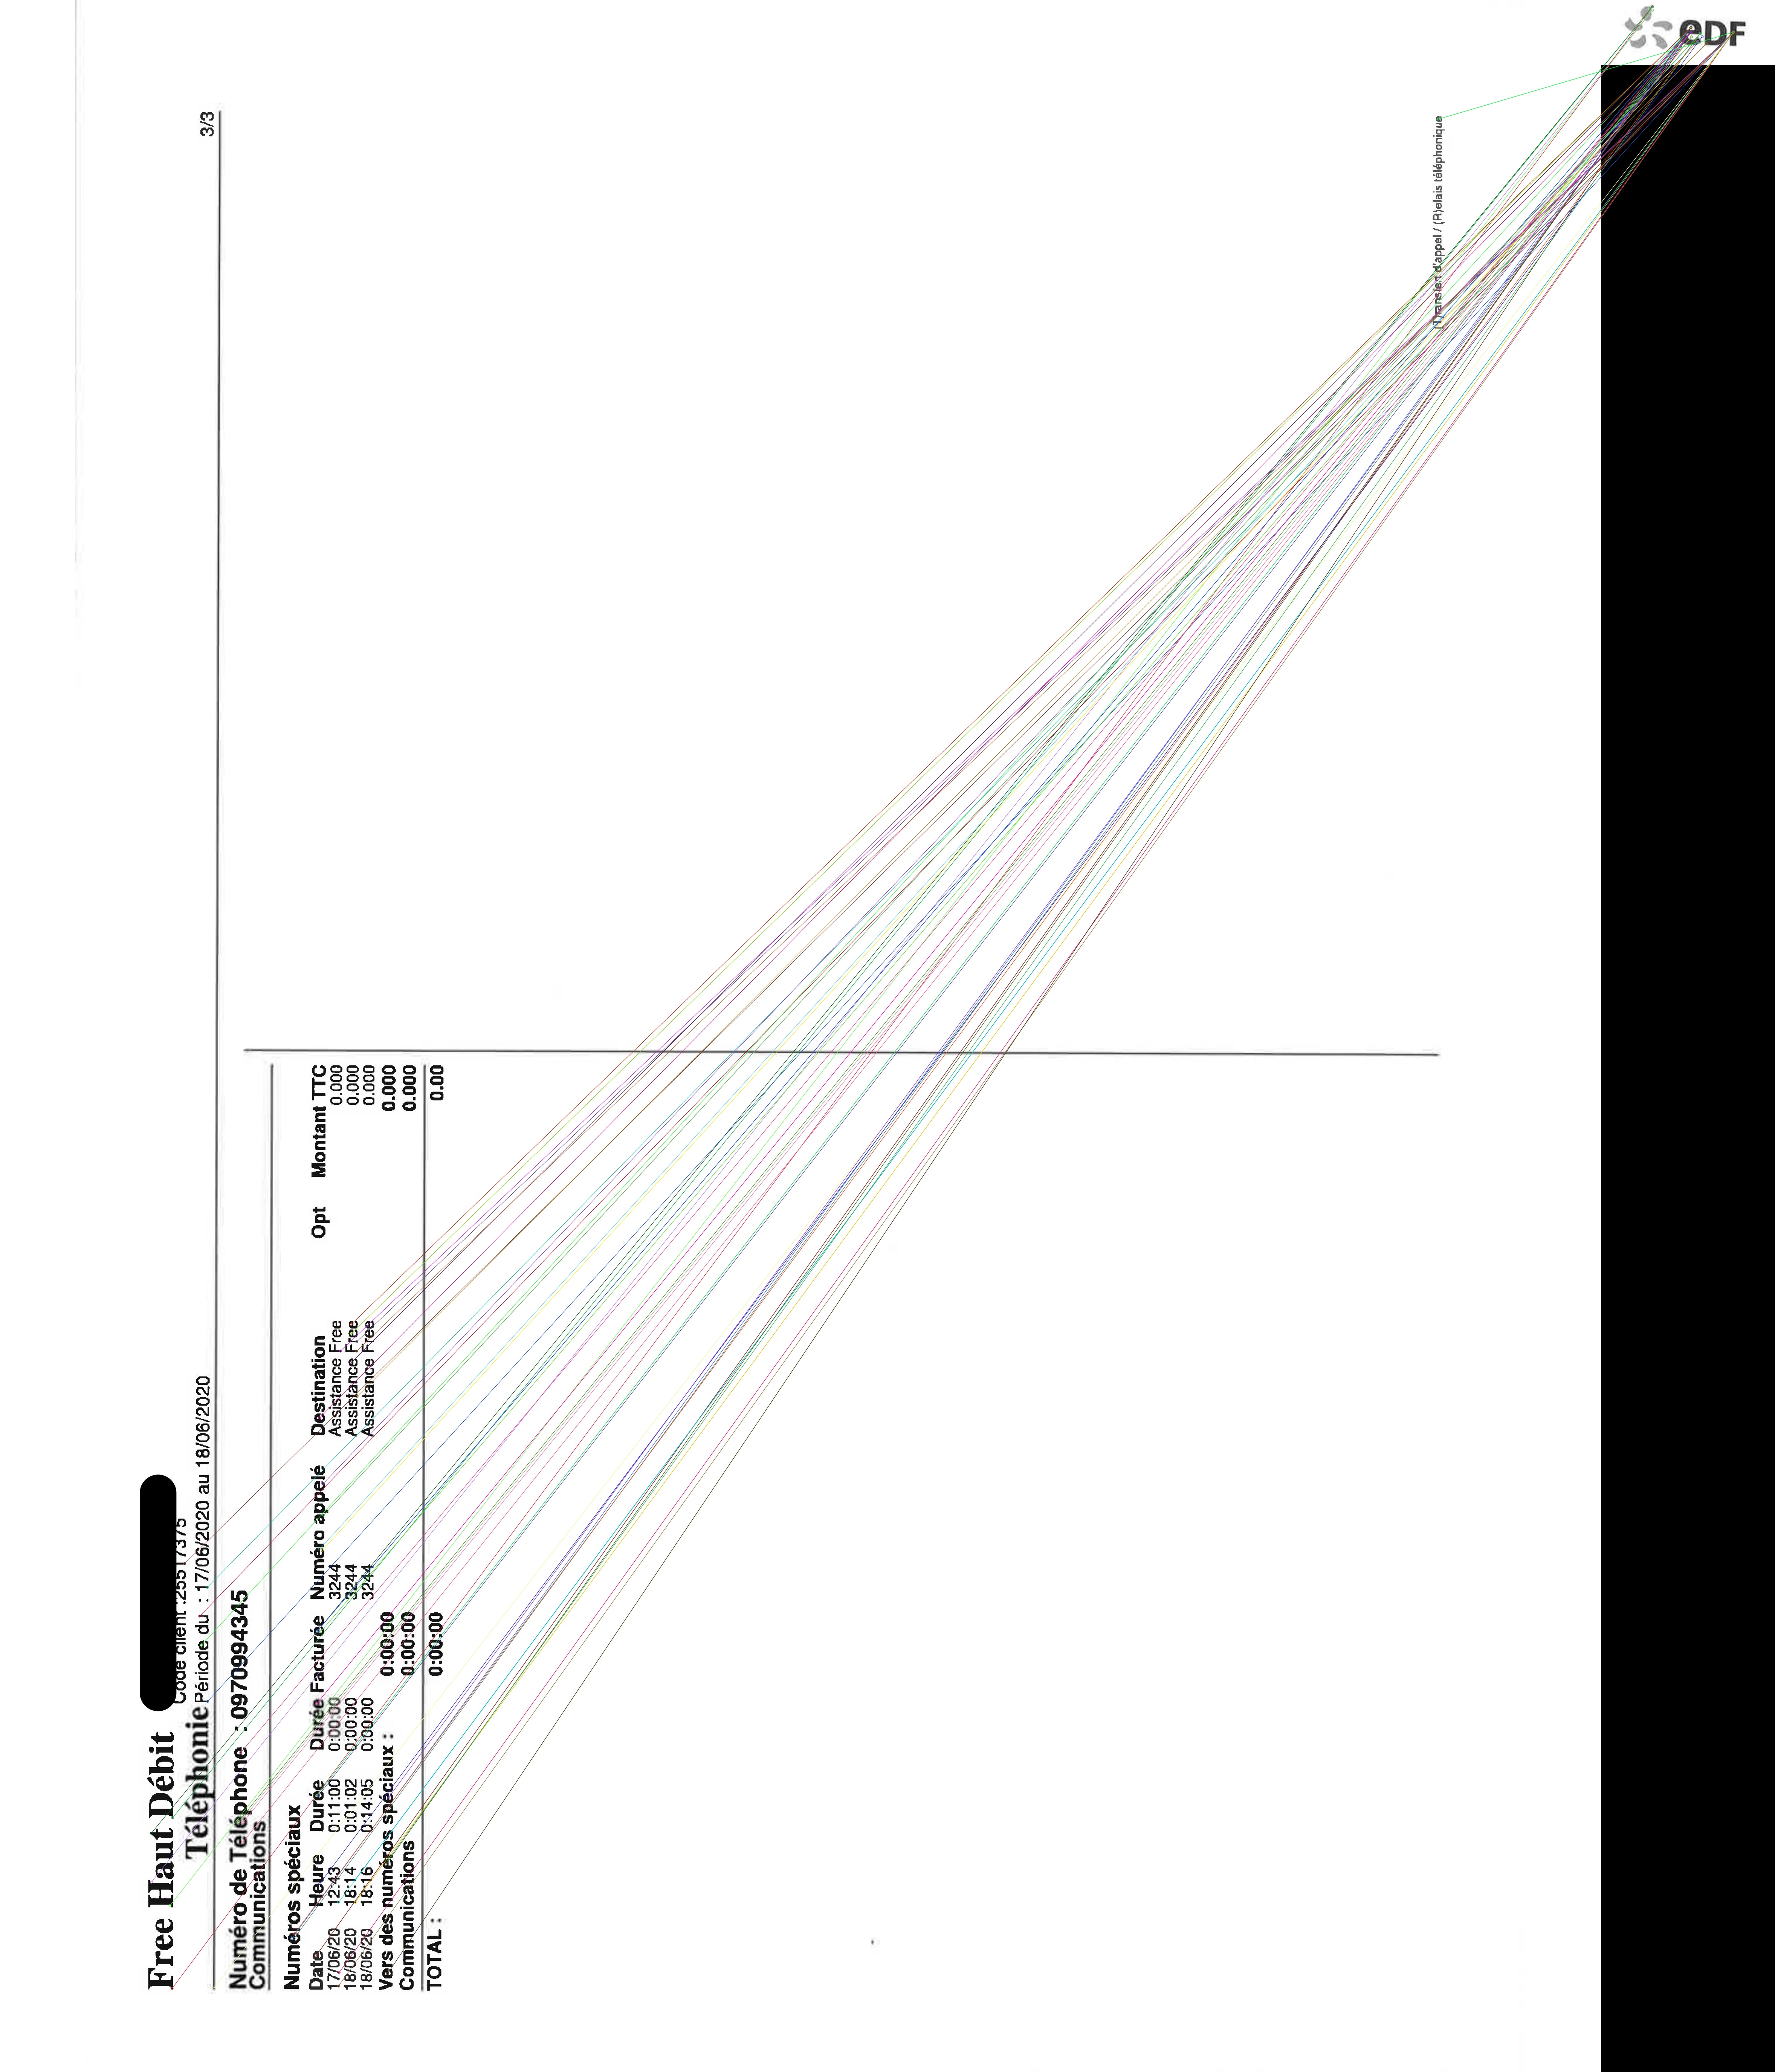 eDF
3/3
Free Haut Débit
Code client :25517375
Téléphonie Période du : 17/06/2020 au 18/06/2020
Numéro de Téléphone : 0970994345
Communications
Numéros spéciaux
Date Heure Durée Durée Facturée Numéro appelé Destination Opt Montant TTC
17/06/20 12:43 0:11:00 0:00:00 3244 Assistance Free 0.000
18/06/20 18:14 0:01:02 0:00:00 3244 Assistance Free 0.000
18/06/20 18:16 0:14:05 0:00:00 3244 Assistance Free 0.000
Vers des numéros spéciaux : 0:00:00 0.000
Communications 0:00:00 0.000
TOTAL : 0:00:00 0.00
(T)ransfert d'appel / (R)elais téléphonique